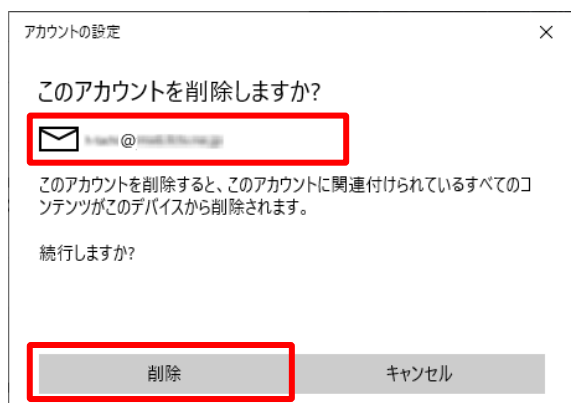 アカウントの設定
このアカウントを削除しますか?
@
このアカウントを削除すると、このアカウントに関連付けられているすべてのコ
ンテンツがこのデバイスから削除されます。
続行しますか?
削除
キャンセル